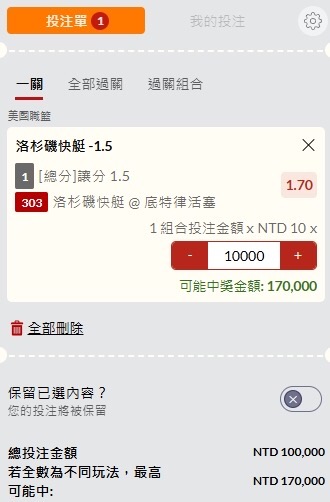 投注單 1
我的投注
一關 全部過關 過關組合
美國職籃
洛杉磯快艇 -1.5
1 [總分]讓分 1.5
1.70
303 洛杉磯快艇 @ 底特律活塞
1 組合投注金額 x NTD 10 x
- 10000 +
可能中獎金額: 170,000
全部刪除
保留已選內容？
您的投注將被保留
總投注金額 NTD 100,000
若全數為不同玩法，最高
可能中: NTD 170,000